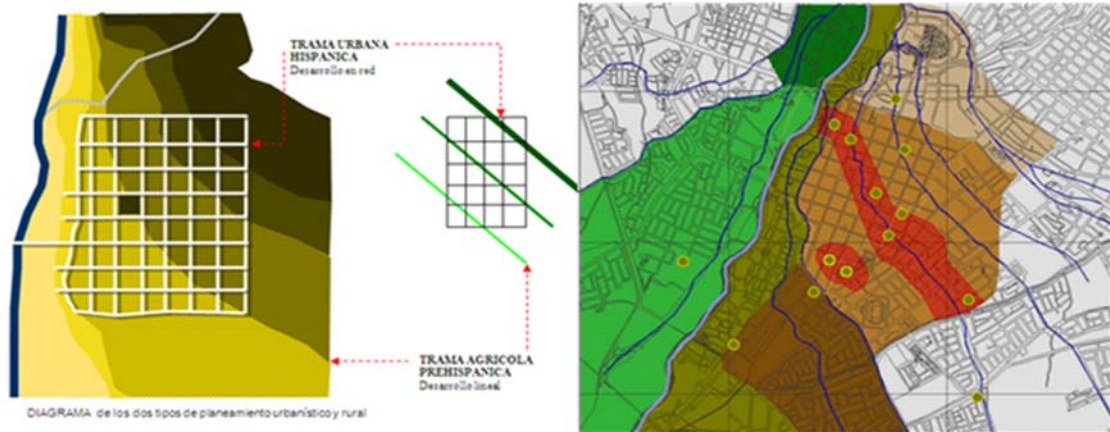 TRAMA URBANA
HISPANICA
Desarrollo en red
TRAMA AGRICOLA
PREHISPANICA
Desarrollo lineal
DIAGRAMA de los dos tipos de planeamiento urbanístico y rural